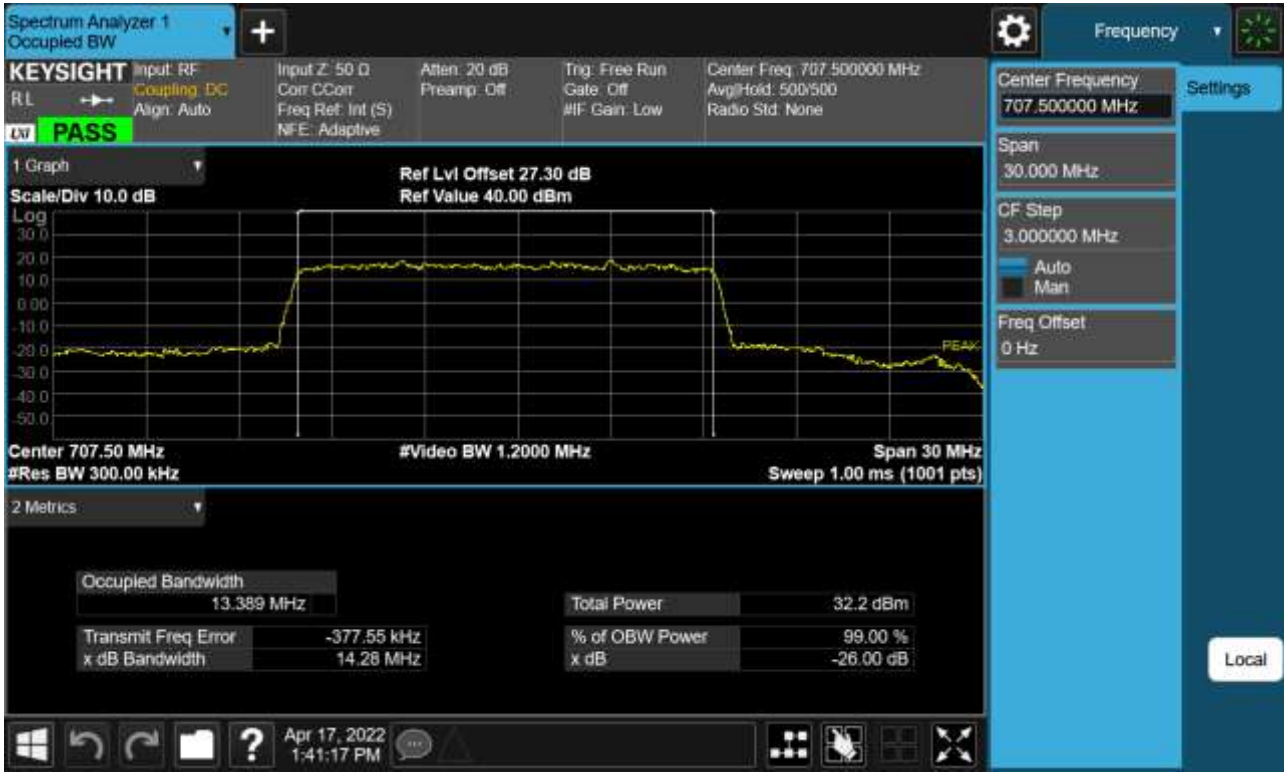 Spectrum Analyzer 1
Occupied BW
+
Frequency
KEYSIGHT
RL
LXI
PASS
Input: RF
Coupling: DC
Align: Auto
Input Z: 50 Ω
Corr CCorr
Freq Ref: Int (S)
NFE: Adaptive
Atten: 20 dB
Preamp: Off
Trig: Free Run
Gate: Off
#IF Gain: Low
Center Freq: 707.500000 MHz
Avg|Hold: 500/500
Radio Std: None
Center Frequency
707.500000 MHz
Settings
Span
30.000 MHz
CF Step
3.000000 MHz
Auto
Man
Freq Offset
0 Hz
Local
1 Graph
Scale/Div 10.0 dB
Ref Lvl Offset 27.30 dB
Ref Value 40.00 dBm
Log
30.0
20.0
10.0
0.00
-10.0
-20.0
-30.0
-40.0
-50.0
PEAK
Center 707.50 MHz
#Video BW 1.2000 MHz
Span 30 MHz
#Res BW 300.00 kHz
Sweep 1.00 ms (1001 pts)
2 Metrics
Occupied Bandwidth
13.389 MHz
Total Power 32.2 dBm
Transmit Freq Error -377.55 kHz
% of OBW Power 99.00 %
x dB Bandwidth 14.28 MHz
x dB -26.00 dB
?
Apr 17, 2022
1:41:17 PM